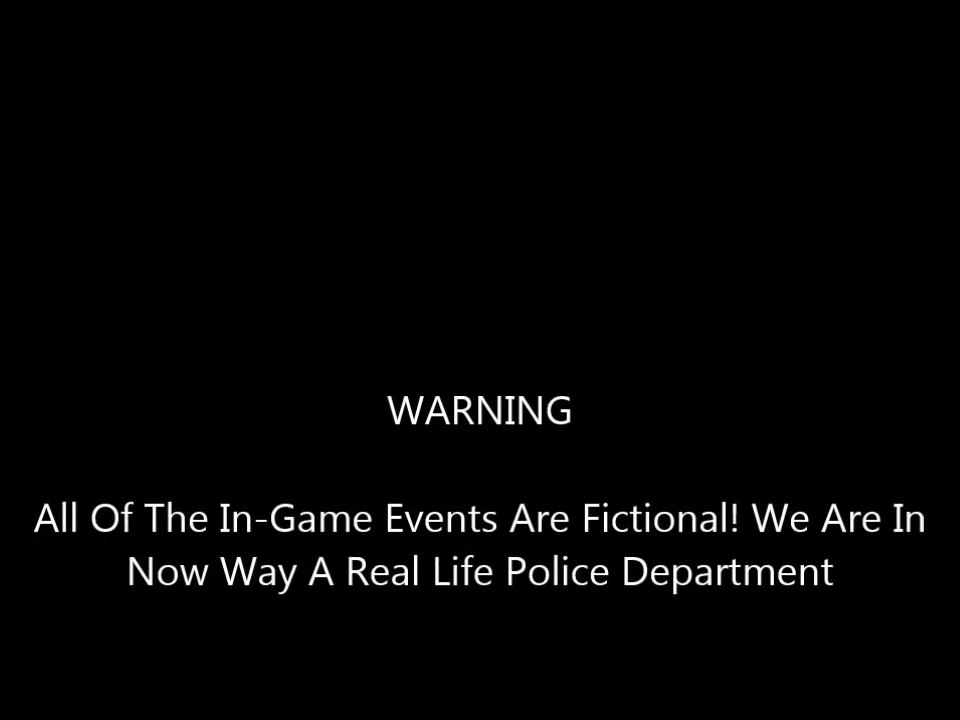 WARNING
All Of The In-Game Events Are Fictional! We Are In
Now Way A Real Life Police Department